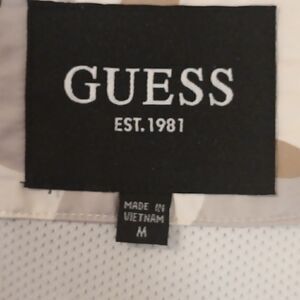 GUESS
EST. 1981
MADE IN
VIETNAM
M